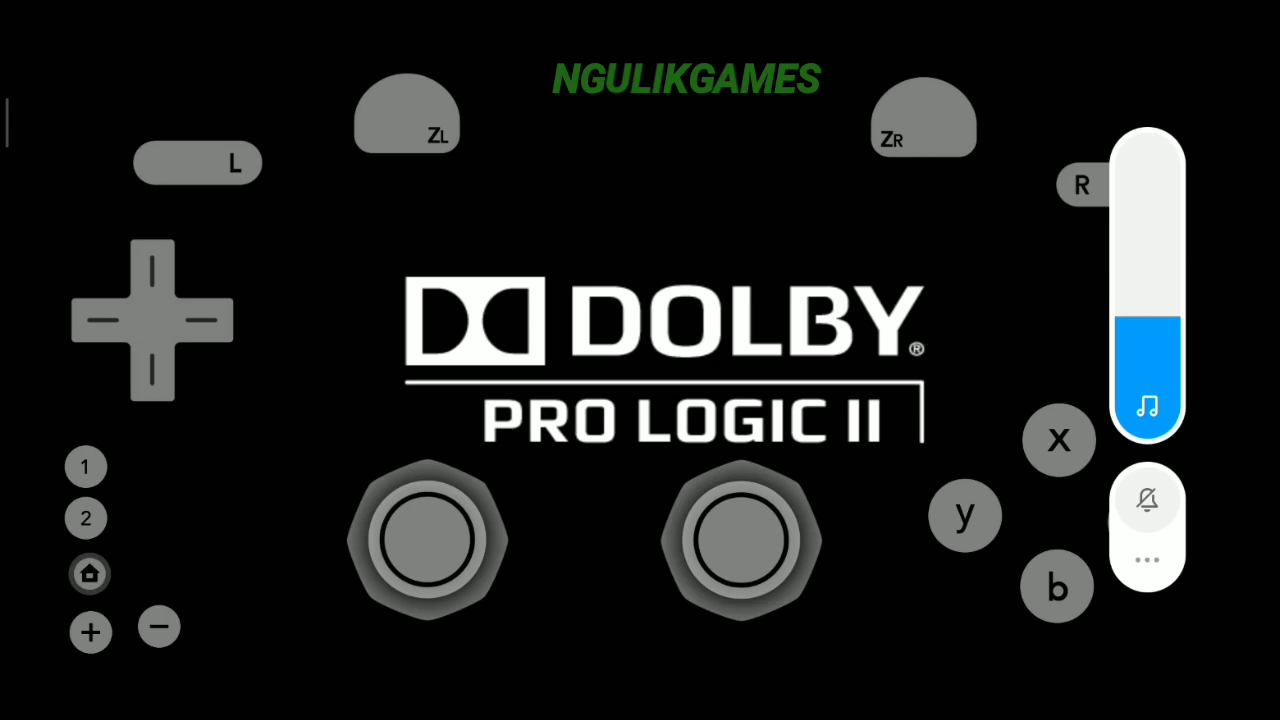 NGULIKGAMES
ZL
ZR
L
R
DOLBY®
PRO LOGIC II
1
2
x
y
b
+
−